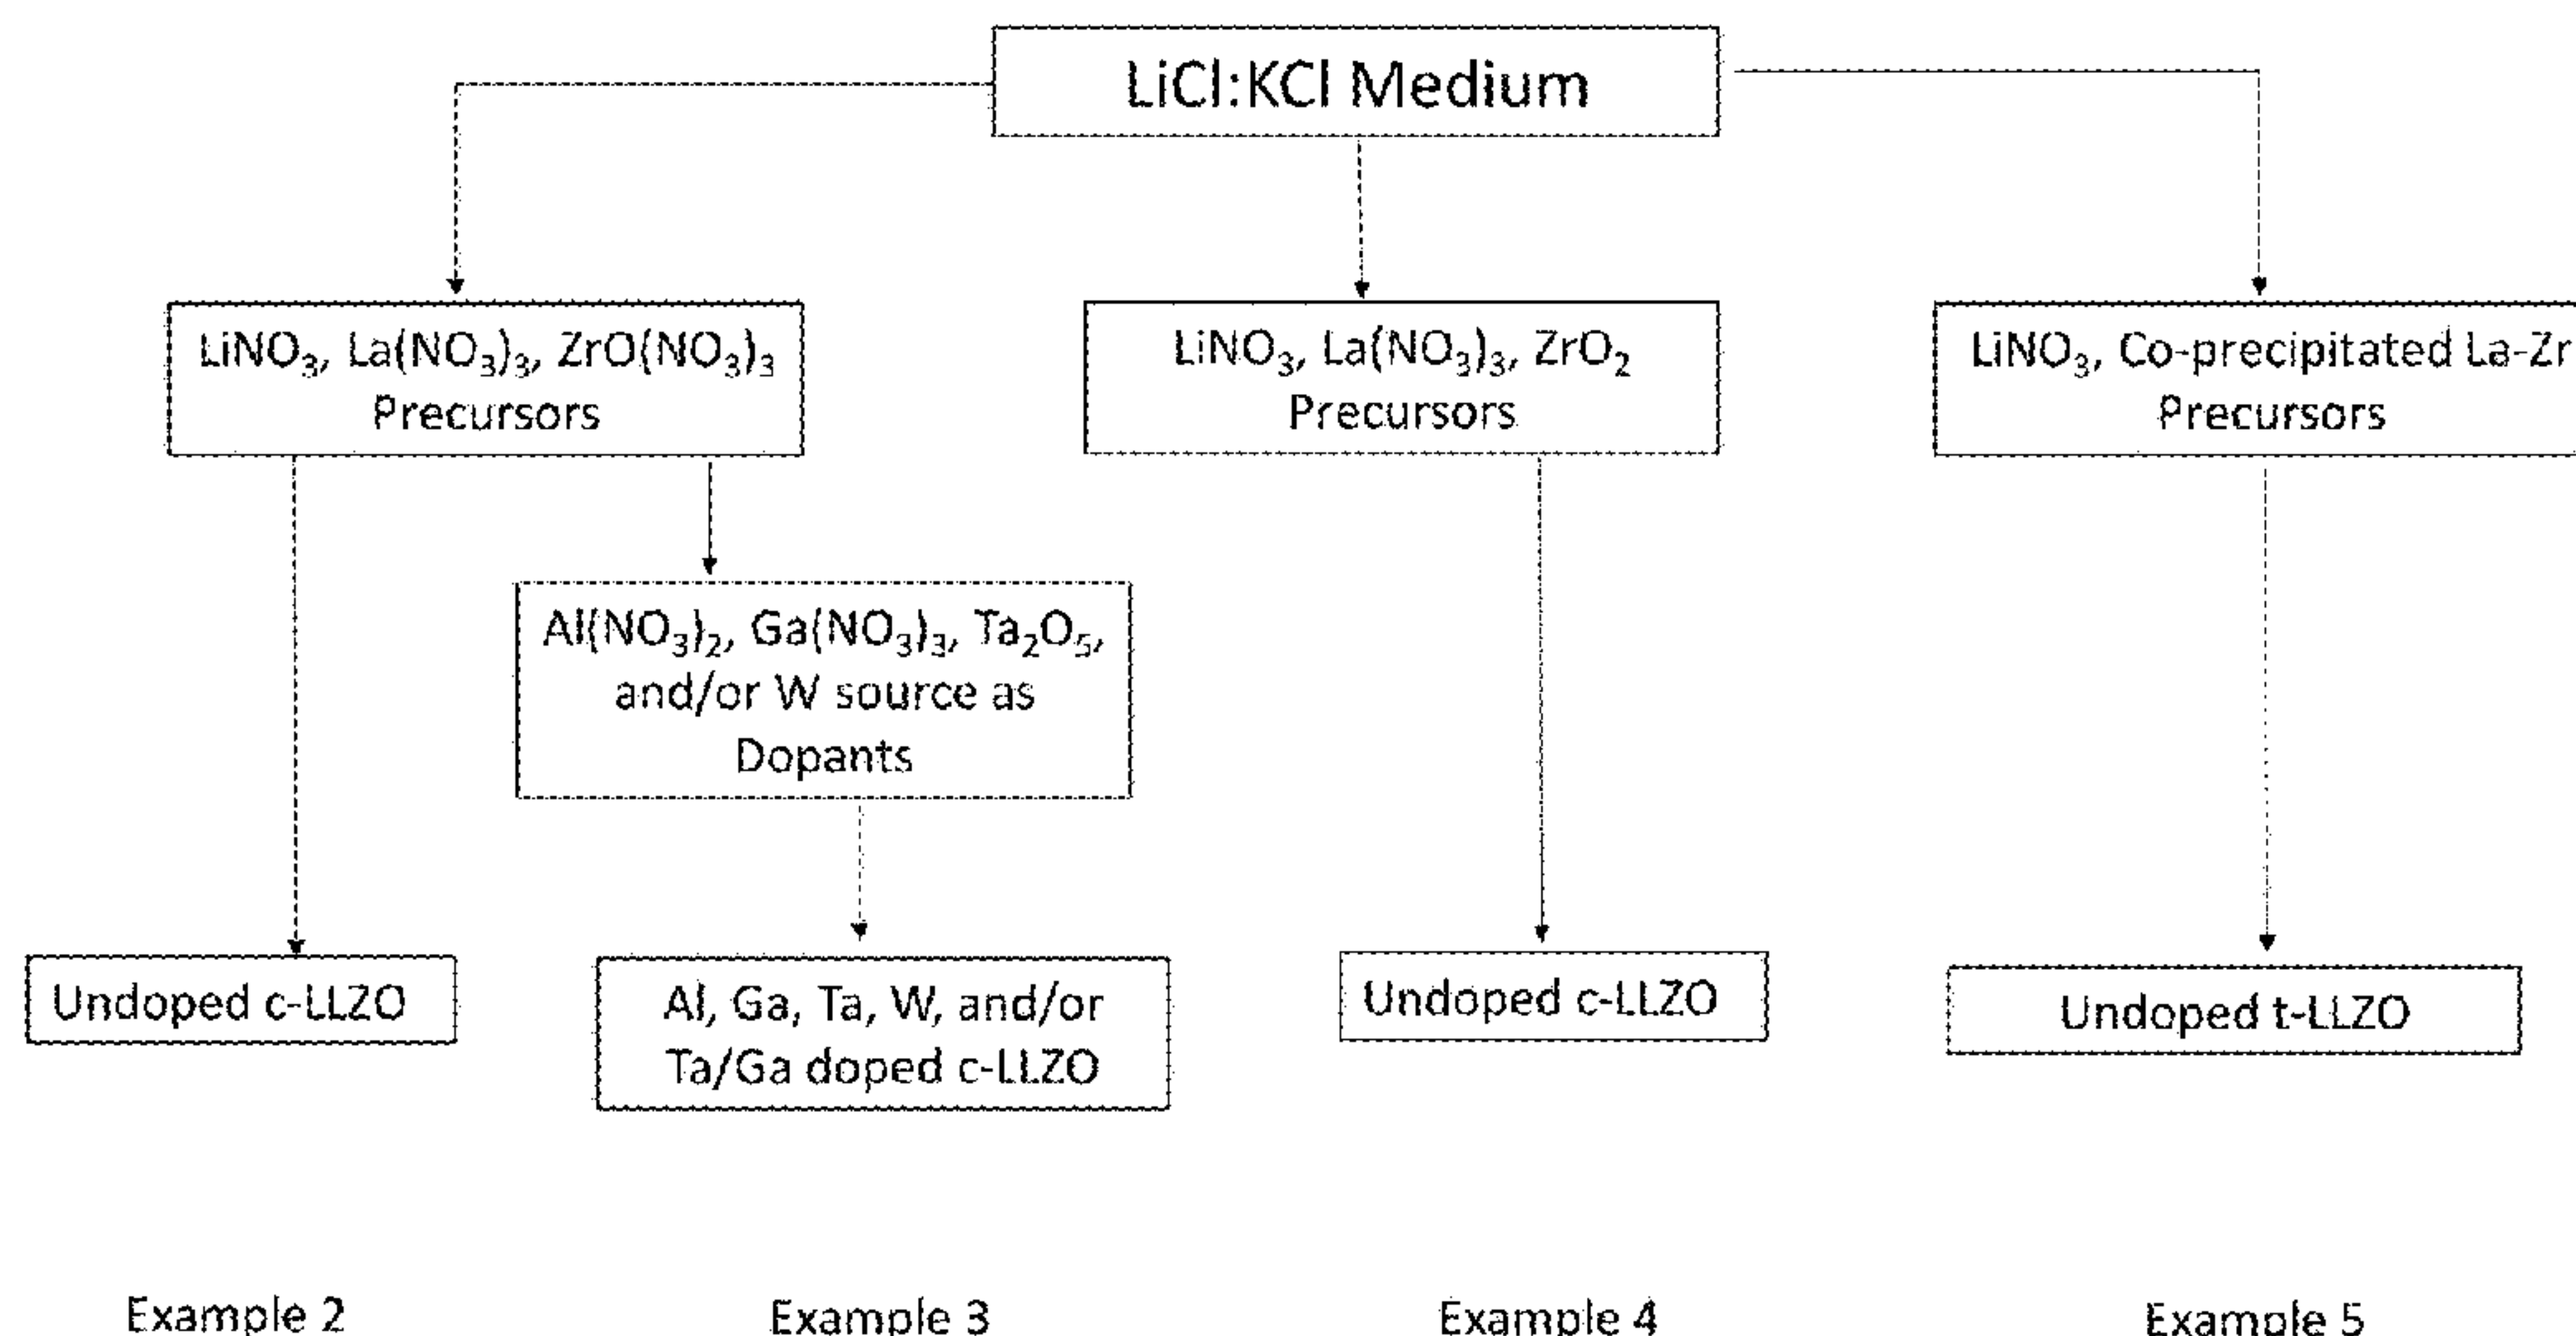 LiCl:KCl Medium
LiNO₃, La(NO₃)₃, ZrO(NO₃)₃
Precursors
LiNO₃, La(NO₃)₃, ZrO₂
Precursors
LiNO₃, Co-precipitated La-Zr
Precursors
Al(NO₃)₂, Ga(NO₃)₃, Ta₂O₅,
and/or W source as
Dopants
Undoped c-LLZO
Al, Ga, Ta, W, and/or
Ta/Ga doped c-LLZO
Undoped c-LLZO
Undoped t-LLZO
Example 2
Example 3
Example 4
Example 5